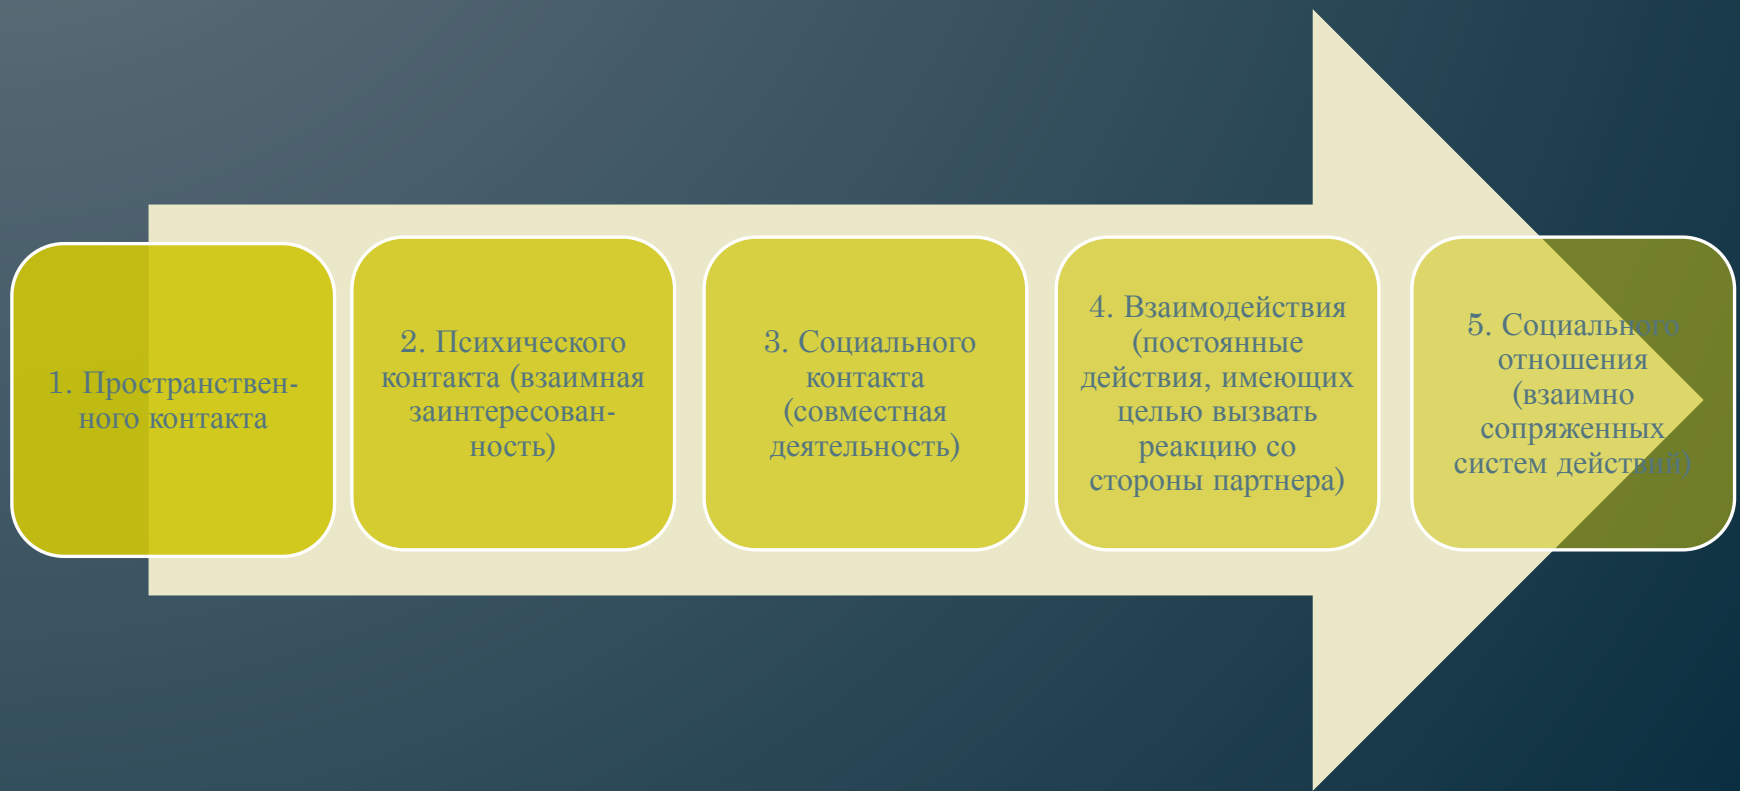 1. Пространствен-
ного контакта
2. Психического
контакта (взаимная
заинтересован-
ность)
3. Социального
контакта
(совместная
деятельность)
4. Взаимодействия
(постоянные
действия, имеющих
целью вызвать
реакцию со
стороны партнера)
5. Социального
отношения
(взаимно
сопряженных
систем действий)